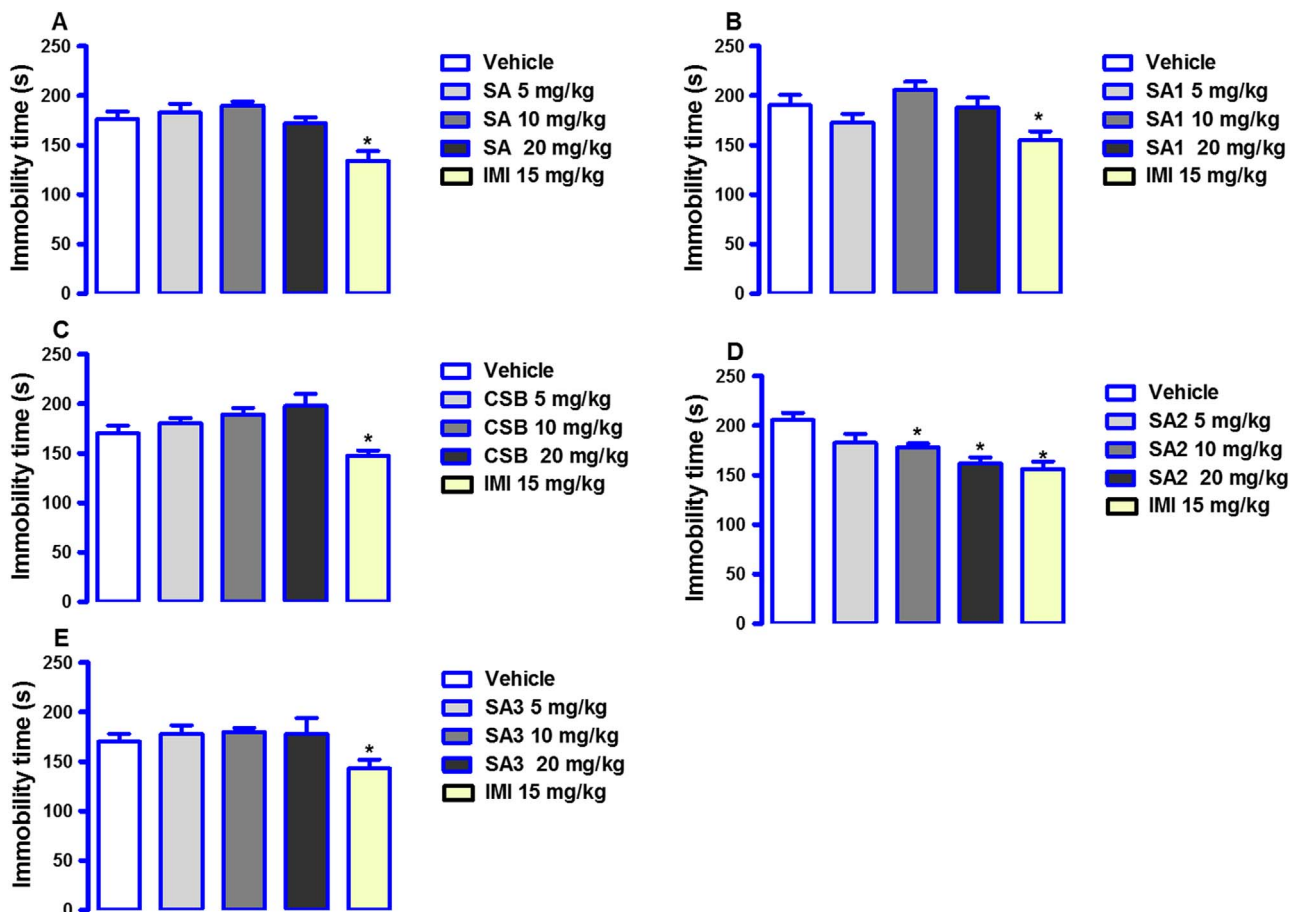 A
Immobility time (s)
250
200
150
100
50
0
*
Vehicle
SA 5 mg/kg
SA 10 mg/kg
SA 20 mg/kg
IMI 15 mg/kg
B
Immobility time (s)
250
200
150
100
50
0
*
Vehicle
SA1 5 mg/kg
SA1 10 mg/kg
SA1 20 mg/kg
IMI 15 mg/kg
C
Immobility time (s)
250
200
150
100
50
0
*
Vehicle
CSB 5 mg/kg
CSB 10 mg/kg
CSB 20 mg/kg
IMI 15 mg/kg
D
Immobility time (s)
250
200
150
100
50
0
* * *
Vehicle
SA2 5 mg/kg
SA2 10 mg/kg
SA2 20 mg/kg
IMI 15 mg/kg
E
Immobility time (s)
250
200
150
100
50
0
*
Vehicle
SA3 5 mg/kg
SA3 10 mg/kg
SA3 20 mg/kg
IMI 15 mg/kg